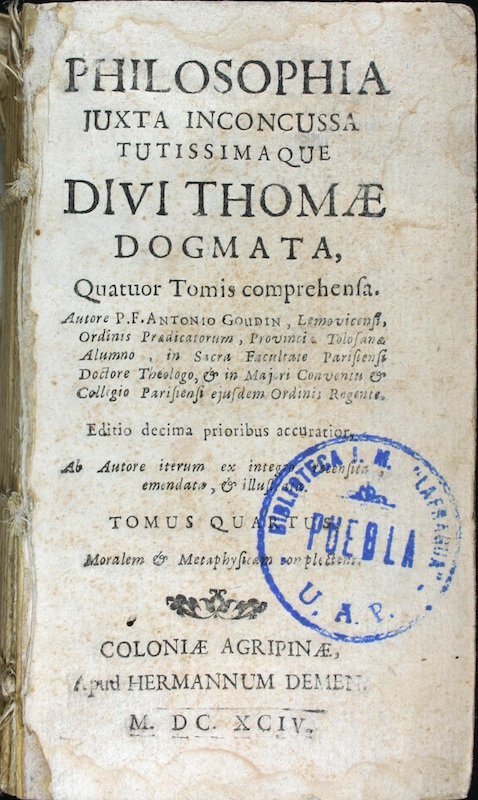 PHILOSOPHIA
JUXTA INCONCUSSA
TUTISSIMAQUE
DIVI THOMÆ
DOGMATA,
Quatuor Tomis comprehenſa.
Autore P. F. ANTONIO GOUDIN, Lemovicenſi,
Ordinis Prædicatorum, Provinciæ Toloſanæ
Alumno, in Sacra Facultate Pariſienſi
Doctore Theologo, & in Majori Conventu &
Collegio Pariſienſi ejuſdem Ordinis Regente.
Editio decima prioribus accuratior,
Ab Autore iterum ex integro
emendata, &
TOMUS QUARTUS
Moralem & Metaphyſicam
COLONIÆ AGRIPINÆ,
Apud HERMANNUM DEMEN.
M. DC. XCIV.
BIBLIOTECA J. M. "LAFRAGUA"
PUEBLA
U. A. P.